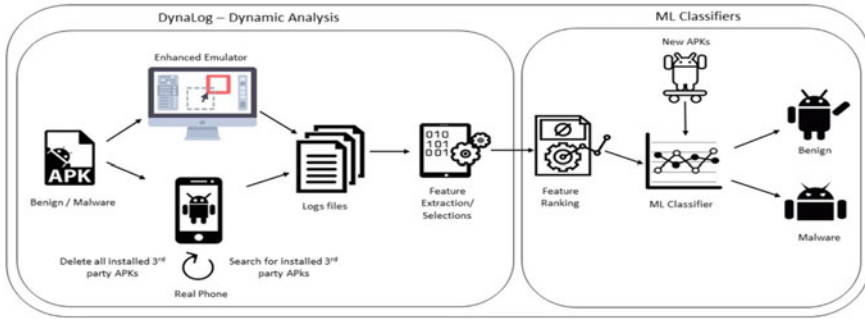 DynaLog – Dynamic Analysis
ML Classifiers
Enhanced Emulator
New APKs
APK
Benign / Malware
010
101
001
Logs files
Feature
Extraction/
Selections
Feature
Ranking
ML Classifier
Benign
Malware
Delete all installed 3rd
party APKs
Search for installed 3rd
party APKs
Real Phone